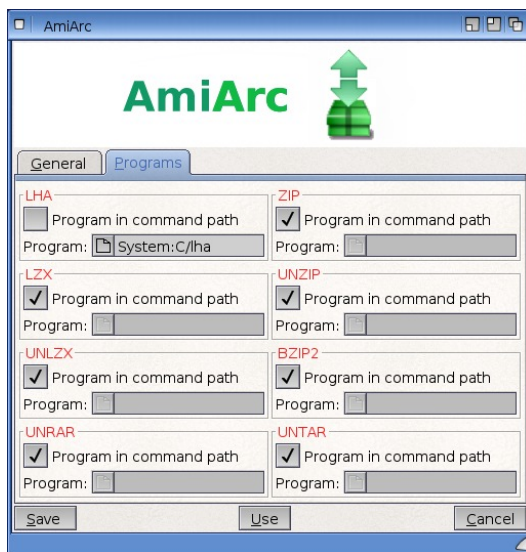 AmiArc
AmiArc
General
Programs
LHA
Program in command path
Program: System:C/lha
ZIP
Program in command path
Program:
LZX
Program in command path
Program:
UNZIP
Program in command path
Program:
UNLZX
Program in command path
Program:
BZIP2
Program in command path
Program:
UNRAR
Program in command path
Program:
UNTAR
Program in command path
Program:
Save
Use
Cancel